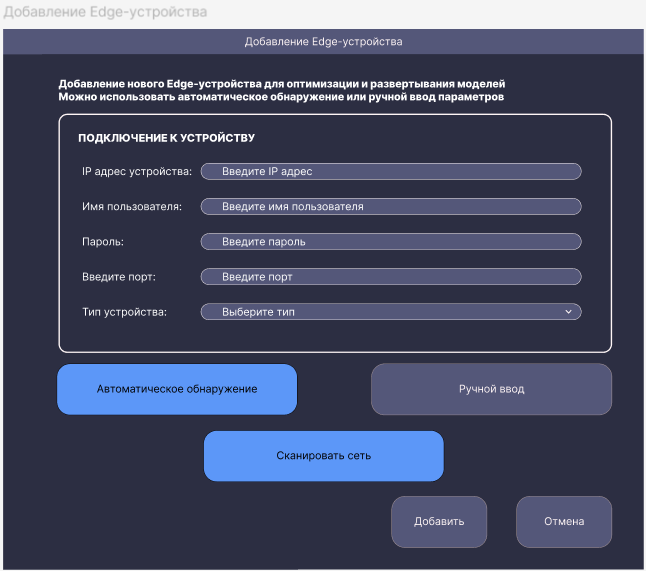 Добавление Edge-устройства
Добавление Edge-устройства
Добавление нового Edge-устройства для оптимизации и развертывания моделей
Можно использовать автоматическое обнаружение или ручной ввод параметров
ПОДКЛЮЧЕНИЕ К УСТРОЙСТВУ
IP адрес устройства: Введите IP адрес
Имя пользователя: Введите имя пользователя
Пароль: Введите пароль
Введите порт: Введите порт
Тип устройства: Выберите тип
Автоматическое обнаружение Ручной ввод
Сканировать сеть
Добавить Отмена